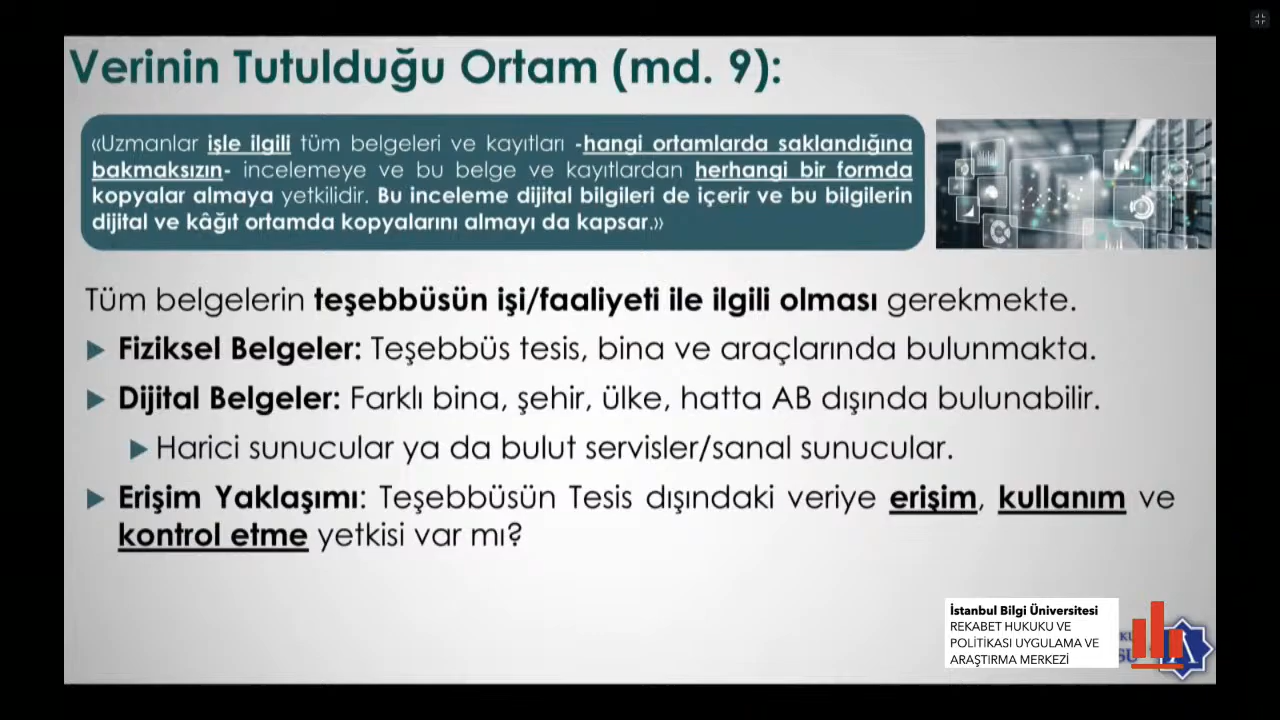 Verinin Tutulduğu Ortam (md. 9):
«Uzmanlar işle ilgili tüm belgeleri ve kayıtları -hangi ortamlarda saklandığına
bakmaksızın- incelemeye ve bu belge ve kayıtlardan herhangi bir formda
kopyalar almaya yetkilidir. Bu inceleme dijital bilgileri de içerir ve bu bilgilerin
dijital ve kâğıt ortamda kopyalarını almayı da kapsar.»
Tüm belgelerin teşebbüsün işi/faaliyeti ile ilgili olması gerekmekte.
Fiziksel Belgeler: Teşebbüs tesis, bina ve araçlarında bulunmakta.
Dijital Belgeler: Farklı bina, şehir, ülke, hatta AB dışında bulunabilir.
Harici sunucular ya da bulut servisler/sanal sunucular.
Erişim Yaklaşımı: Teşebbüsün Tesis dışındaki veriye erişim, kullanım ve
kontrol etme yetkisi var mı?
İstanbul Bilgi Üniversitesi
REKABET HUKUKU VE
POLİTİKASI UYGULAMA VE
ARAŞTIRMA MERKEZİ